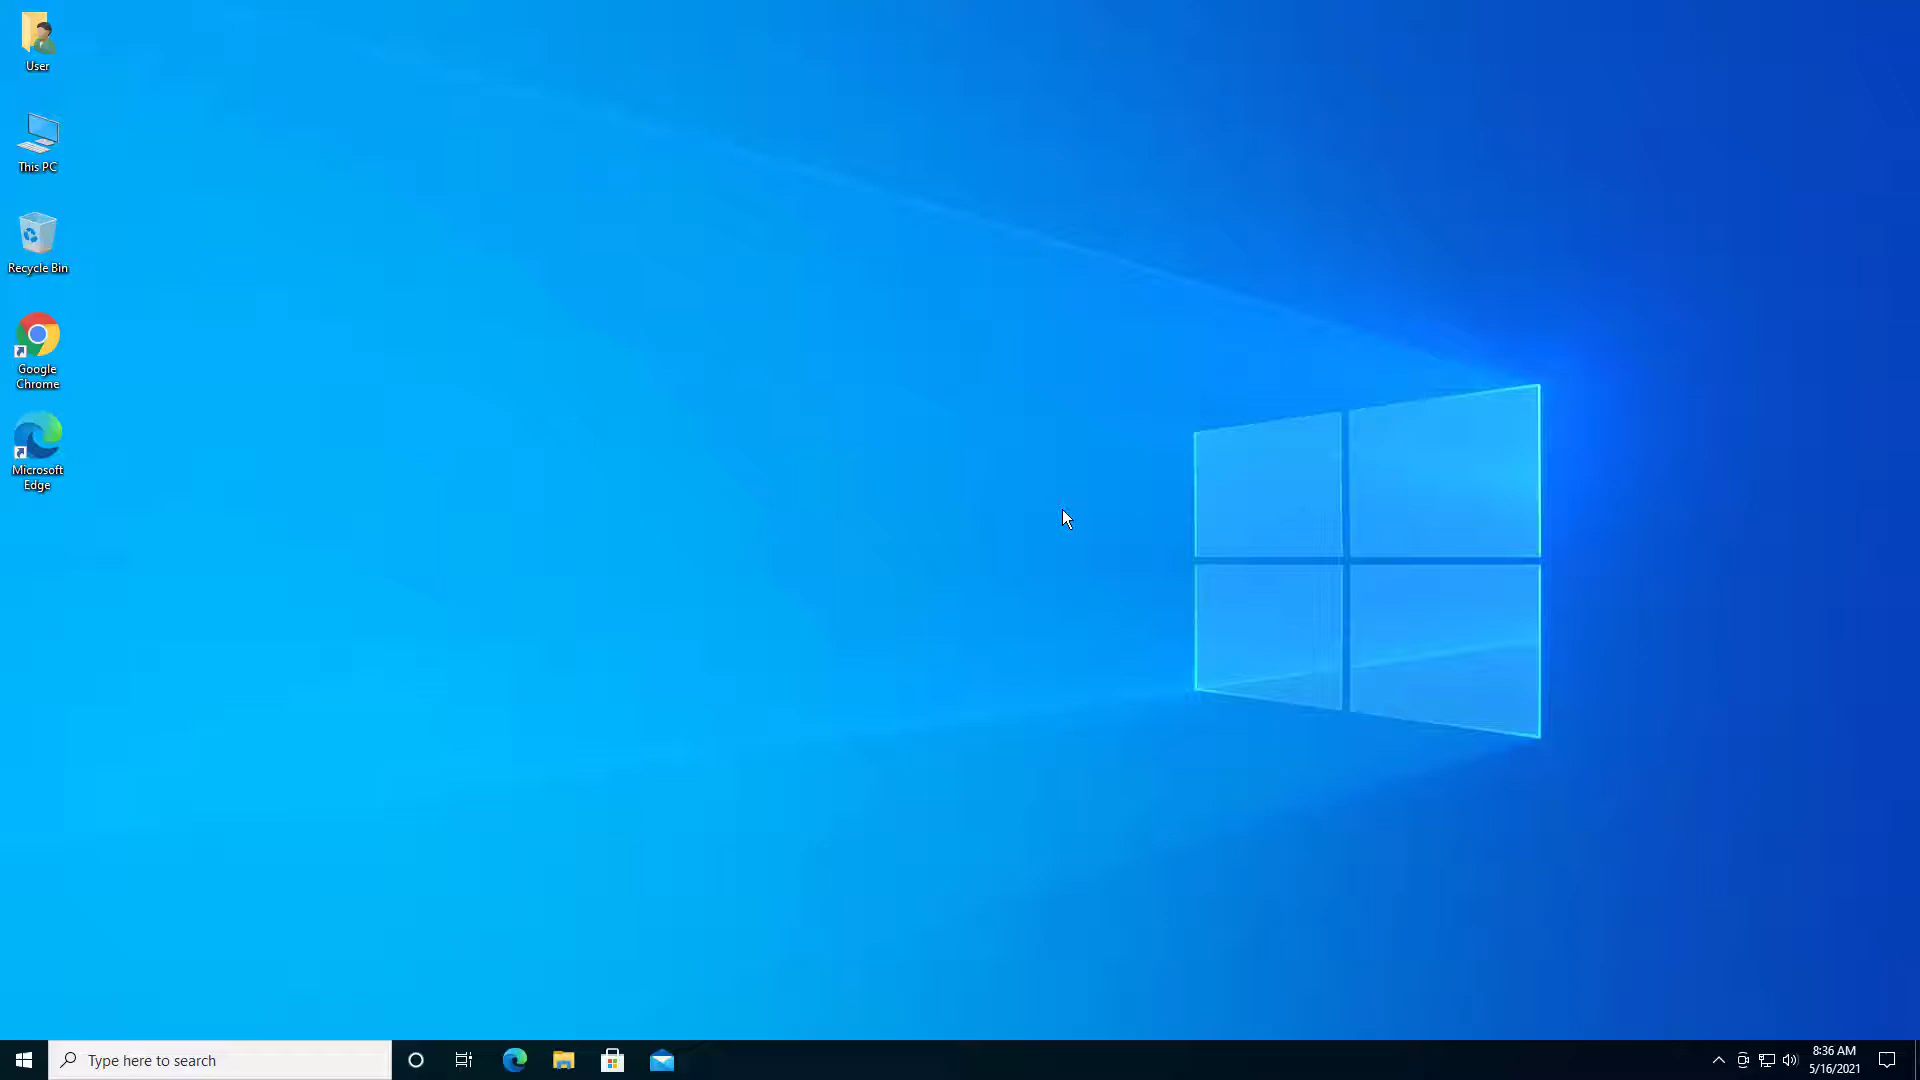 User
This PC
Recycle Bin
Google
Chrome
Microsoft
Edge
Type here to search
8:36 AM
5/16/2021